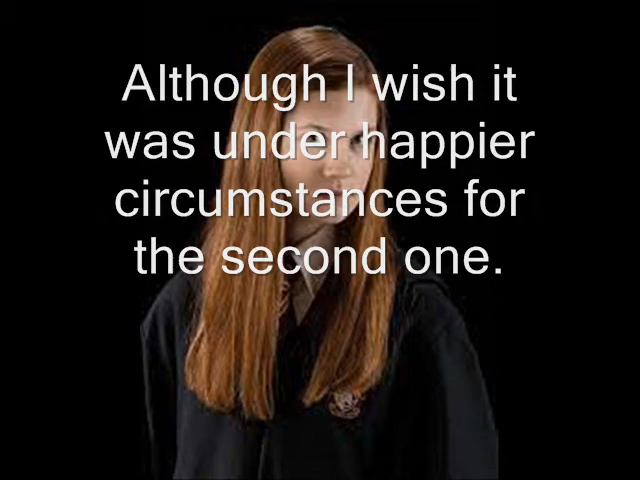 Although I wish it
was under happier
circumstances for
the second one.